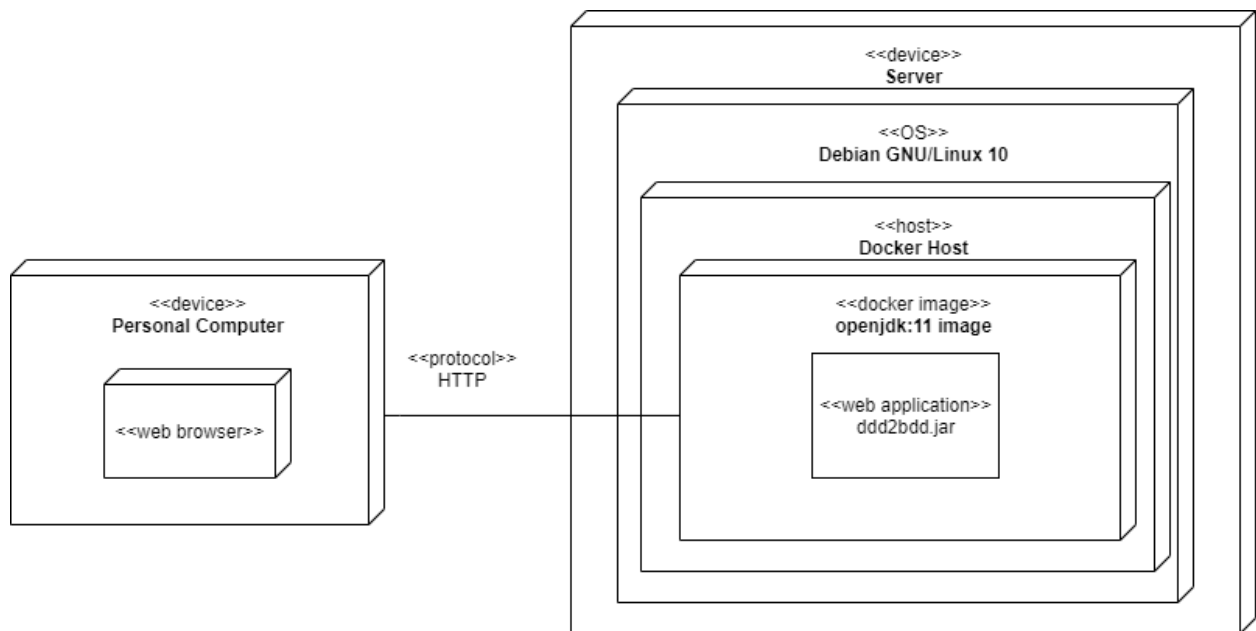 <<device>>
Server
<<OS>>
Debian GNU/Linux 10
<<host>>
Docker Host
<<docker image>>
openjdk:11 image
<<web application>>
ddd2bdd.jar
<<device>>
Personal Computer
<<web browser>>
<<protocol>>
HTTP